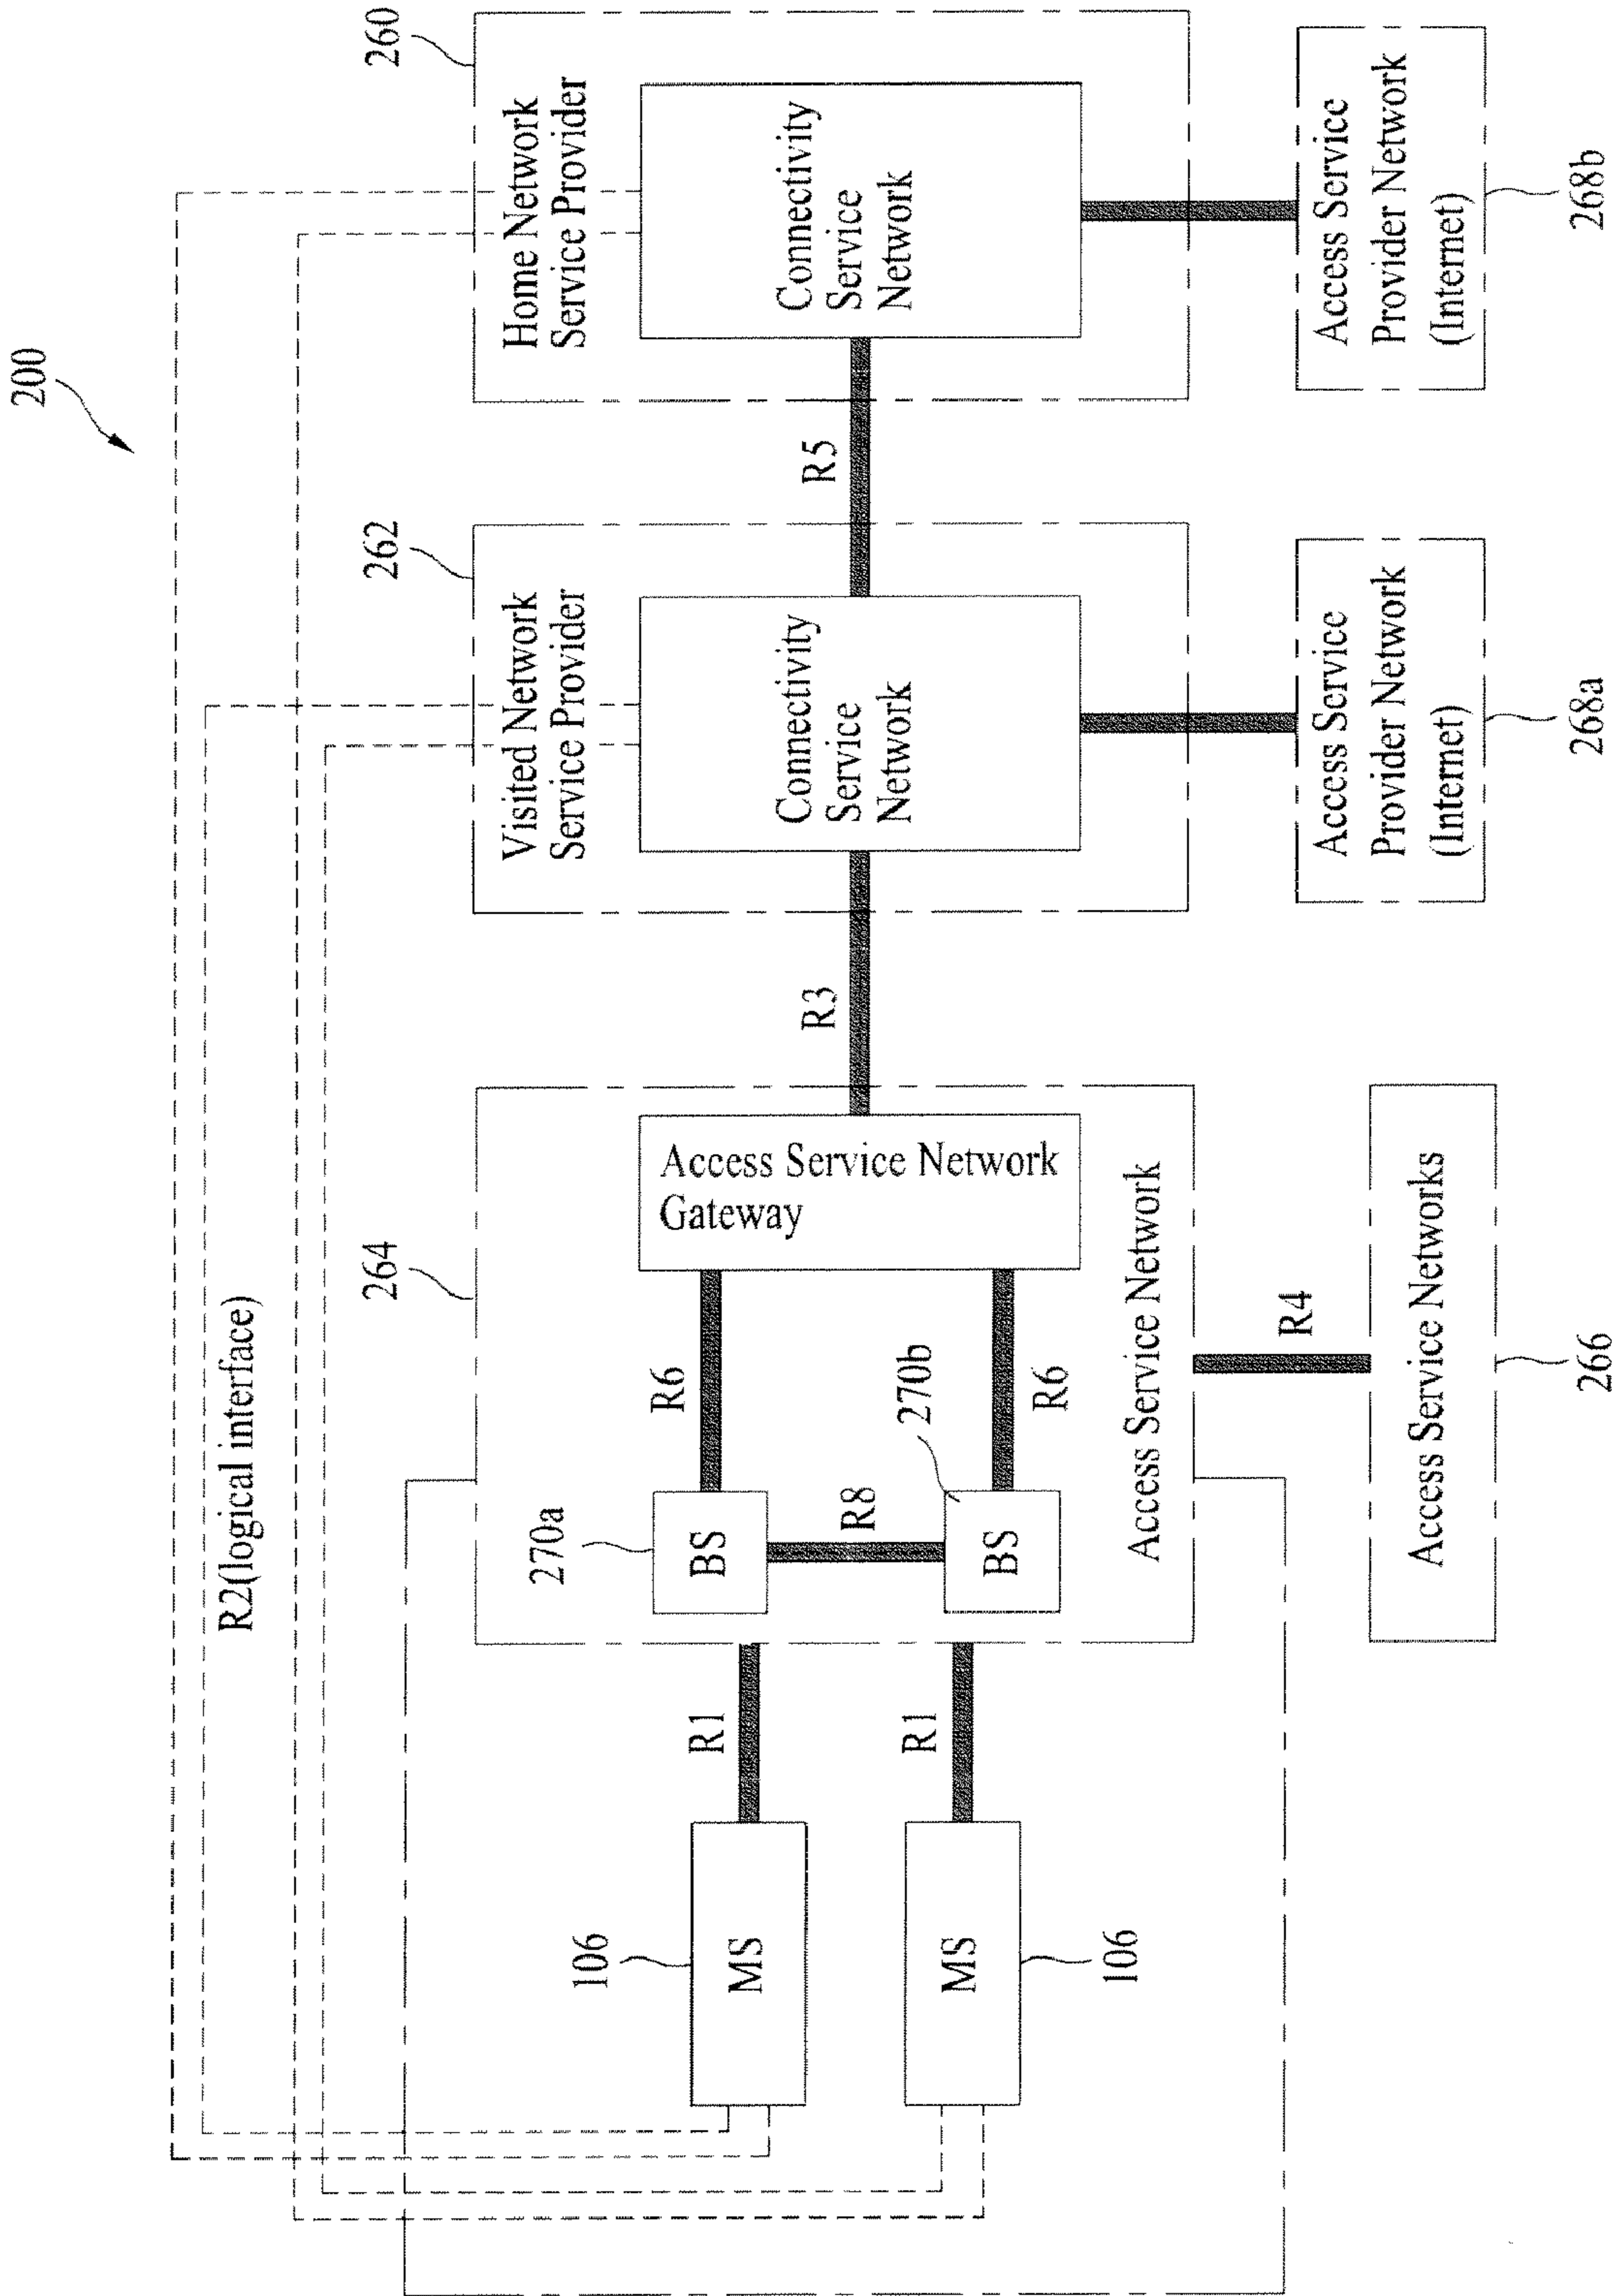 200
R2(logical interface)
260
Home Network
Service Provider
Connectivity
Service
Network
262
Visited Network
Service Provider
Connectivity
Service
Network
R5
R3
264
Access Service Network
Gateway
R6
R6
270a
BS
R8
270b
BS
Access Service Network
R1
R1
106
MS
MS
106
R4
Access Service Networks
266
Access Service
Provider Network
(Internet)
268a
Access Service
Provider Network
(Internet)
268b